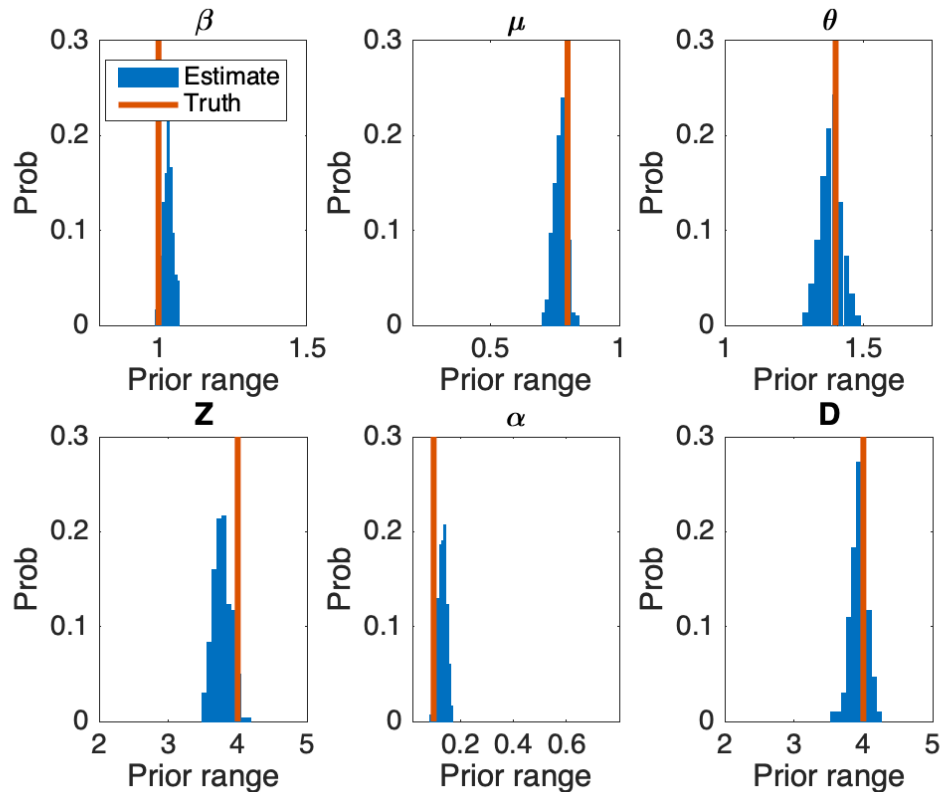 β
0.3
0.2
0.1
0
Prob
1
1.5
Prior range
Estimate
Truth
μ
0.3
0.2
0.1
0
Prob
0.5
1
Prior range
θ
0.3
0.2
0.1
0
Prob
1
1.5
Prior range
Z
0.3
0.2
0.1
0
Prob
2
3
4
5
Prior range
α
0.3
0.2
0.1
0
Prob
0.2
0.4
0.6
Prior range
D
0.3
0.2
0.1
0
Prob
2
3
4
5
Prior range